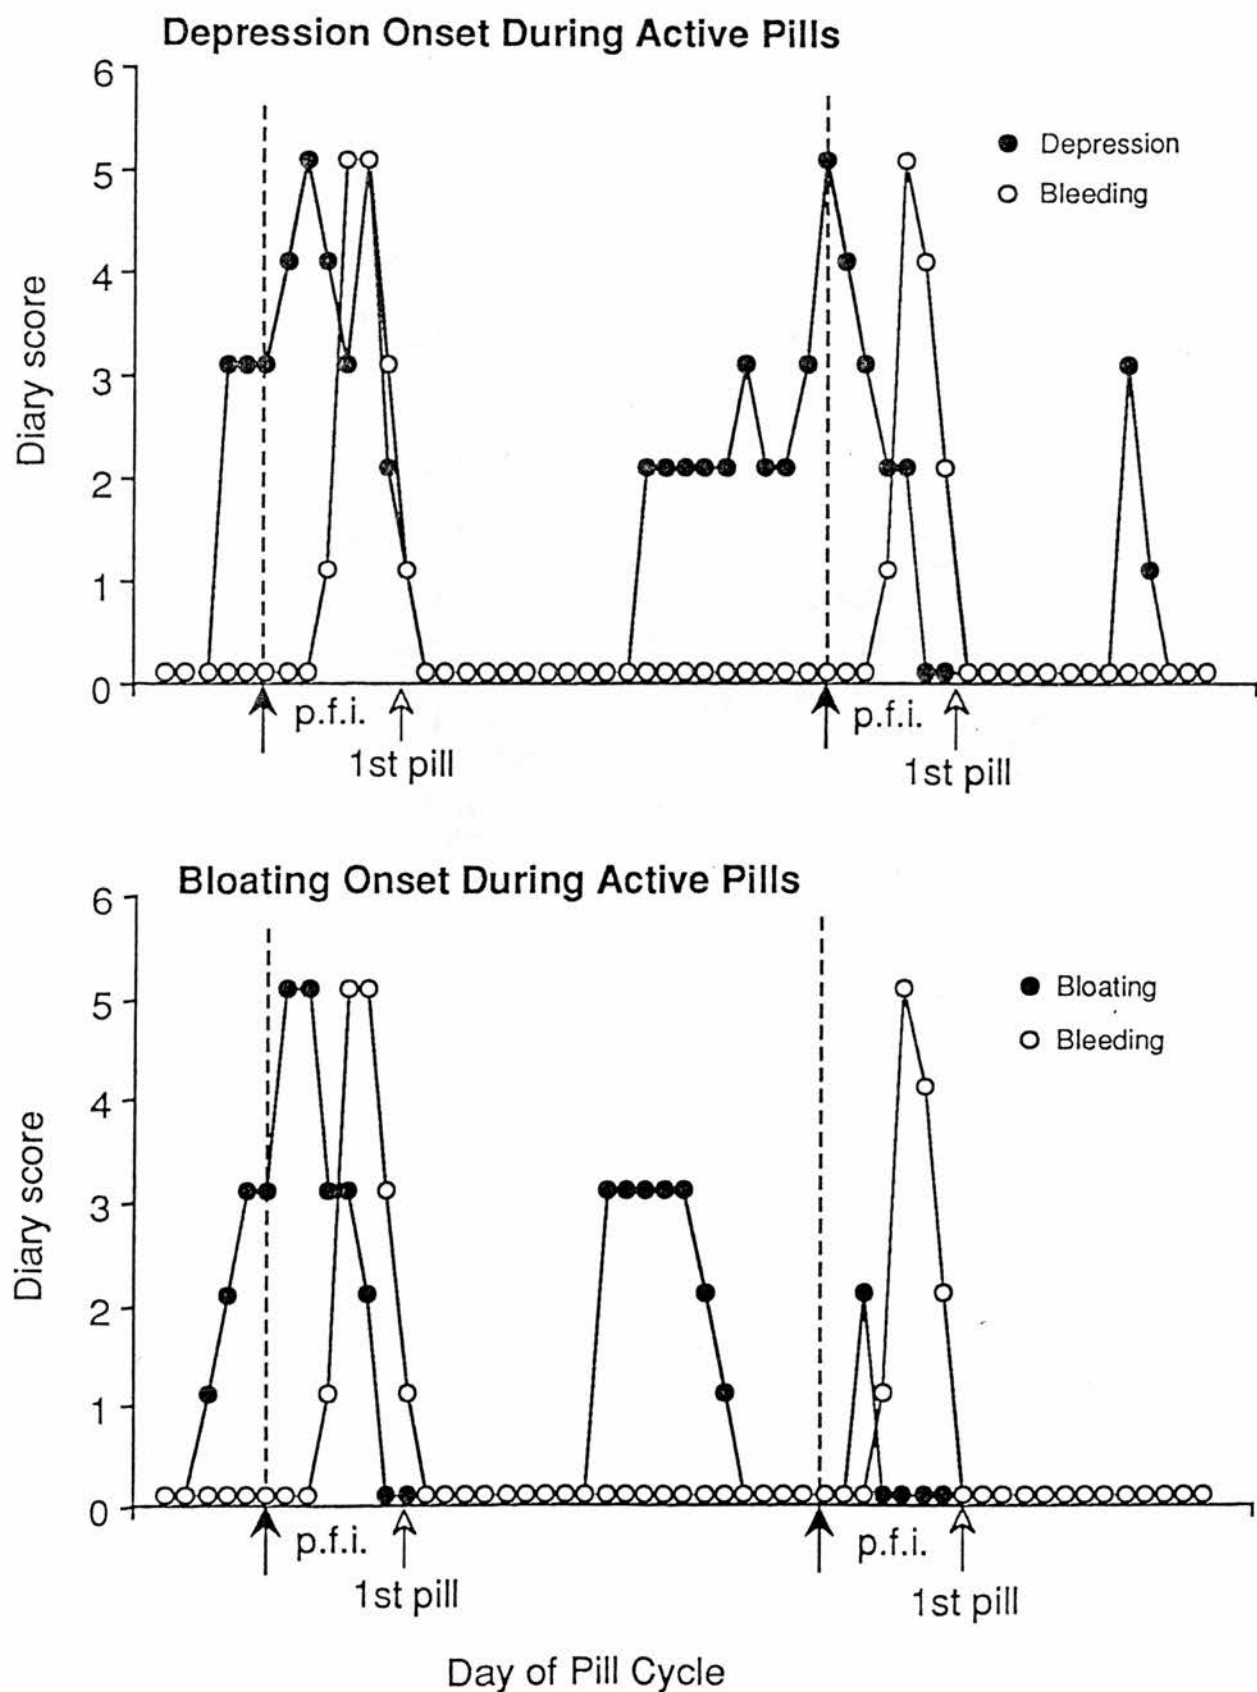 Depression Onset During Active Pills
6
5
4
3
2
1
0
Diary score
Depression
Bleeding
p.f.i.
1st pill
p.f.i.
1st pill
Bloating Onset During Active Pills
6
5
4
3
2
1
0
Diary score
Bloating
Bleeding
p.f.i.
1st pill
p.f.i.
1st pill
Day of Pill Cycle